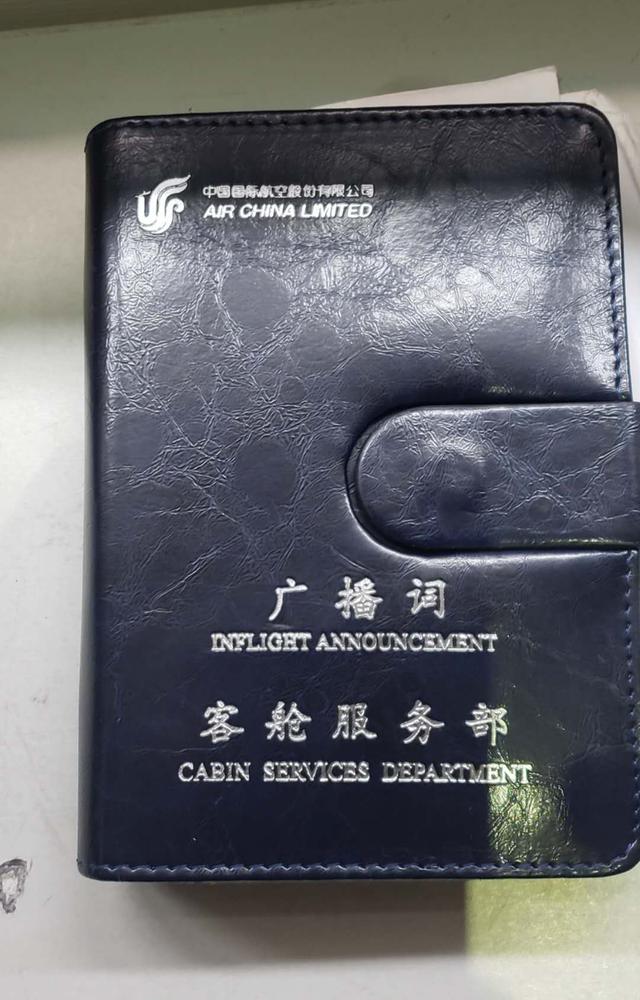 中国国际航空股份有限公司
AIR CHINA LIMITED
广播词
INFLIGHT ANNOUNCEMENT
客舱服务部
CABIN SERVICES DEPARTMENT